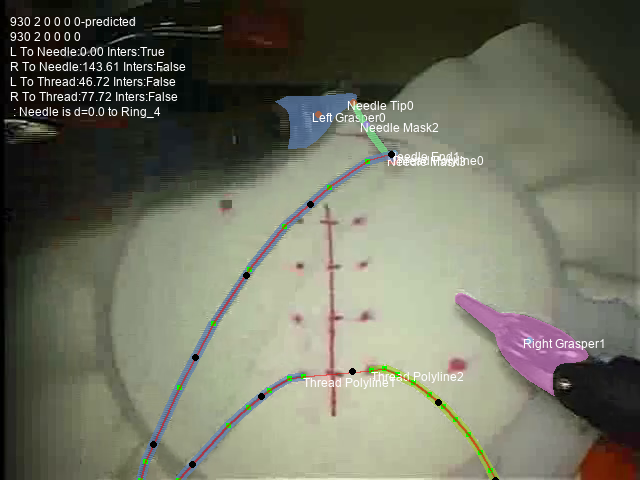 930 2 0 0 0 0-predicted
930 2 0 0 0 0
L To Needle:0.00 Inters:True
R To Needle:143.61 Inters:False
L To Thread:46.72 Inters:False
R To Thread:77.72 Inters:False
: Needle is d=0.0 to Ring_4
Needle Tip0
Left Grasper0
Needle Mask2
Needle End1
Needle Mask3
Right Grasper1
Thread Polyline1
Thread Polyline2